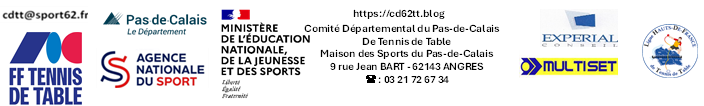 cdtt@sport62.fr
FF TENNIS
DE TABLE
Pas-de-Calais
Le Département
AGENCE
NATIONALE
DU SPORT
MINISTÈRE
DE L'ÉDUCATION
NATIONALE,
DE LA JEUNESSE
ET DES SPORTS
Liberté
Égalité
Fraternité
https://cd62tt.blog
Comité Départemental du Pas-de-Calais
De Tennis de Table
Maison des Sports du Pas-de-Calais
9 rue Jean BART - 62143 ANGRES
☎ : 03 21 72 67 34
EXPERIAL
CONSEIL
MULTISET
Ligue HAUTS-DE-FRANCE
de Tennis de Table